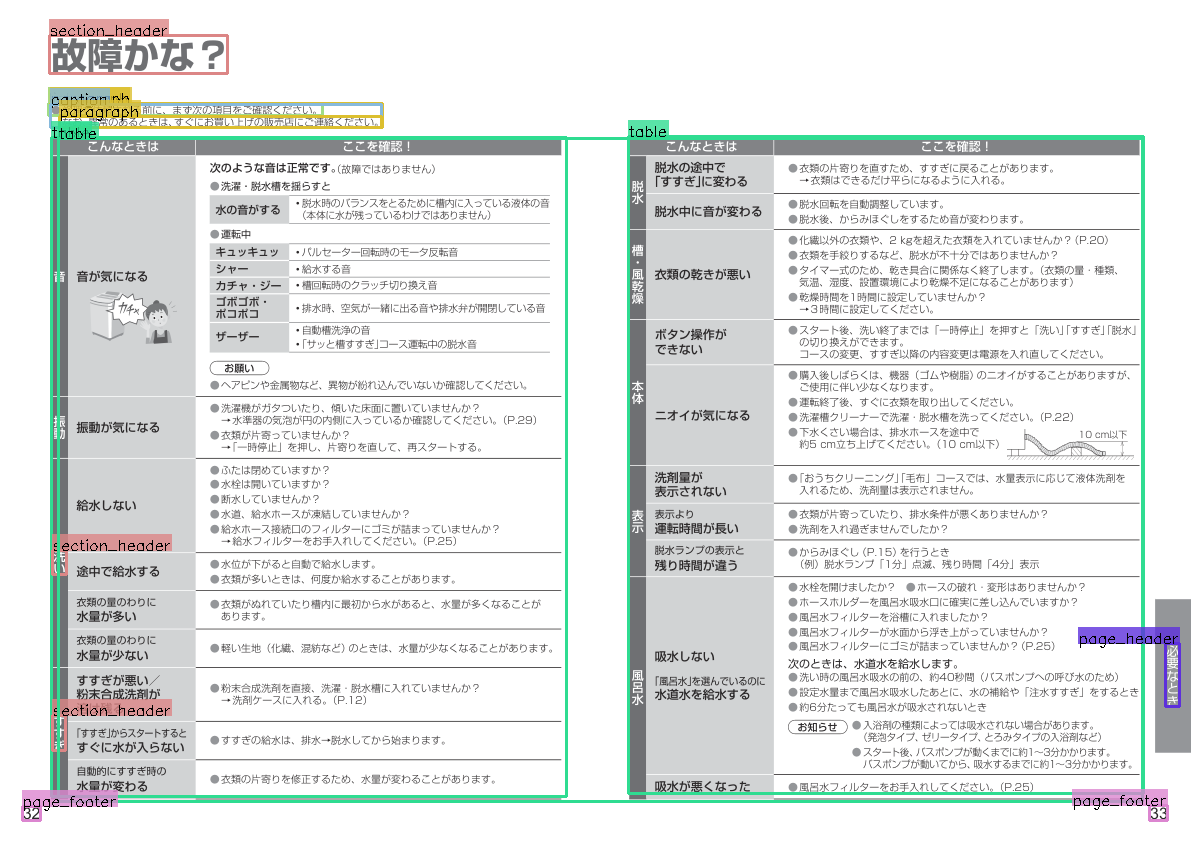 section_header
故障かな？
caption ph
paragraph
前に、まず次の項目をご確認ください。
異常のあるときは、すぐにお買い上げの販売店にご連絡ください。
table
こんなときは
ここを確認！
音
音が気になる
カチャ
次のような音は正常です。(故障ではありません)
●洗濯・脱水槽を揺らすと
水の音がする
・脱水時のバランスをとるために槽内に入っている液体の音
（本体に水が残っているわけではありません）
●運転中
キュッキュッ
・パルセーター回転時のモータ反転音
シャー
・給水する音
カチャ・ジー
・槽回転時のクラッチ切り換え音
ゴボゴボ・
ポコポコ
・排水時、空気が一緒に出る音や排水弁が開閉している音
ザーザー
・自動槽洗浄の音
・「サッと槽すすぎ」コース運転中の脱水音
お願い
●ヘアピンや金属物など、異物が紛れ込んでいないか確認してください。
振動
振動が気になる
●洗濯機がガタついたり、傾いた床面に置いていませんか？
→水準器の気泡が円の内側に入っているか確認してください。（P.29）
●衣類が片寄っていませんか？
→「一時停止」を押し、片寄りを直して、再スタートする。
給水しない
●ふたは閉めていますか？
●水栓は開いていますか？
●断水していませんか？
●水道、給水ホースが凍結していませんか？
●給水ホース接続口のフィルターにゴミが詰まっていませんか？
→給水フィルターをお手入れしてください。（P.25）
section_header
洗い
途中で給水する
●水位が下がると自動で給水します。
●衣類が多いときは、何度か給水することがあります。
衣類の量のわりに
水量が多い
●衣類がぬれていたり槽内に最初から水があると、水量が多くなることが
あります。
衣類の量のわりに
水量が少ない
●軽い生地（化繊、混紡など）のときは、水量が少なくなることがあります。
すすぎが悪い／
粉末合成洗剤が
●粉末合成洗剤を直接、洗濯・脱水槽に入れていませんか？
→洗剤ケースに入れる。（P.12）
section_header
すすぎ
「すすぎ」からスタートすると
すぐに水が入らない
●すすぎの給水は、排水→脱水してから始まります。
自動的にすすぎ時の
水量が変わる
●衣類の片寄りを修正するため、水量が変わることがあります。
page_footer
32
table
こんなときは
ここを確認！
脱水
脱水の途中で
「すすぎ」に変わる
●衣類の片寄りを直すため、すすぎに戻ることがあります。
→衣類はできるだけ平らになるように入れる。
脱水中に音が変わる
●脱水回転を自動調整しています。
●脱水後、からみほぐしをするため音が変わります。
槽・風乾燥
衣類の乾きが悪い
●化繊以外の衣類や、2 kgを超えた衣類を入れていませんか？（P.20）
●衣類を手絞りするなど、脱水が不十分ではありませんか？
●タイマー式のため、乾き具合に関係なく終了します。（衣類の量・種類、
気温、湿度、設置環境により乾燥不足になることがあります）
●乾燥時間を1時間に設定していませんか？
→3時間に設定してください。
本体
ボタン操作が
できない
●スタート後、洗い終了までは「一時停止」を押すと「洗い」「すすぎ」「脱水」
の切り換えができます。
コースの変更、すすぎ以降の内容変更は電源を入れ直してください。
ニオイが気になる
●購入後しばらくは、機器（ゴムや樹脂）のニオイがすることがありますが、
ご使用に伴い少なくなります。
●運転終了後、すぐに衣類を取り出してください。
●洗濯槽クリーナーで洗濯・脱水槽を洗ってください。（P.22）
●下水くさい場合は、排水ホースを途中で
約5 cm立ち上げてください。（10 cm以下）
10 cm以下
表示
洗剤量が
表示されない
●「おうちクリーニング」「毛布」コースでは、水量表示に応じて液体洗剤を
入れるため、洗剤量は表示されません。
表示より
運転時間が長い
●衣類が片寄っていたり、排水条件が悪くありませんか？
●洗剤を入れ過ぎませんでしたか？
脱水ランプの表示と
残り時間が違う
●からみほぐし（P.15）を行うとき
（例）脱水ランプ「1分」点滅、残り時間「4分」表示
風呂水
吸水しない
「風呂水」を選んでいるのに
水道水を給水する
●水栓を開けましたか？ ●ホースの破れ・変形はありませんか？
●ホースホルダーを風呂水吸水口に確実に差し込んでいますか？
●風呂水フィルターを浴槽に入れましたか？
●風呂水フィルターが水面から浮き上がっていませんか？
●風呂水フィルターにゴミが詰まっていませんか？（P.25）
次のときは、水道水を給水します。
●洗い時の風呂水吸水の前の、約40秒間（バスポンプへの呼び水のため）
●設定水量まで風呂水吸水したあとに、水の補給や「注水すすぎ」をするとき
●約6分たっても風呂水が吸水されないとき
お知らせ
●入浴剤の種類によっては吸水されない場合があります。
（発泡タイプ、ゼリータイプ、とろみタイプの入浴剤など）
●スタート後、バスポンプが動くまでに約1～3分かかります。
バスポンプが動いてから、吸水するまでに約1～3分かかります。
吸水が悪くなった
●風呂水フィルターをお手入れしてください。（P.25）
page_header
必要なとき
page_footer
33